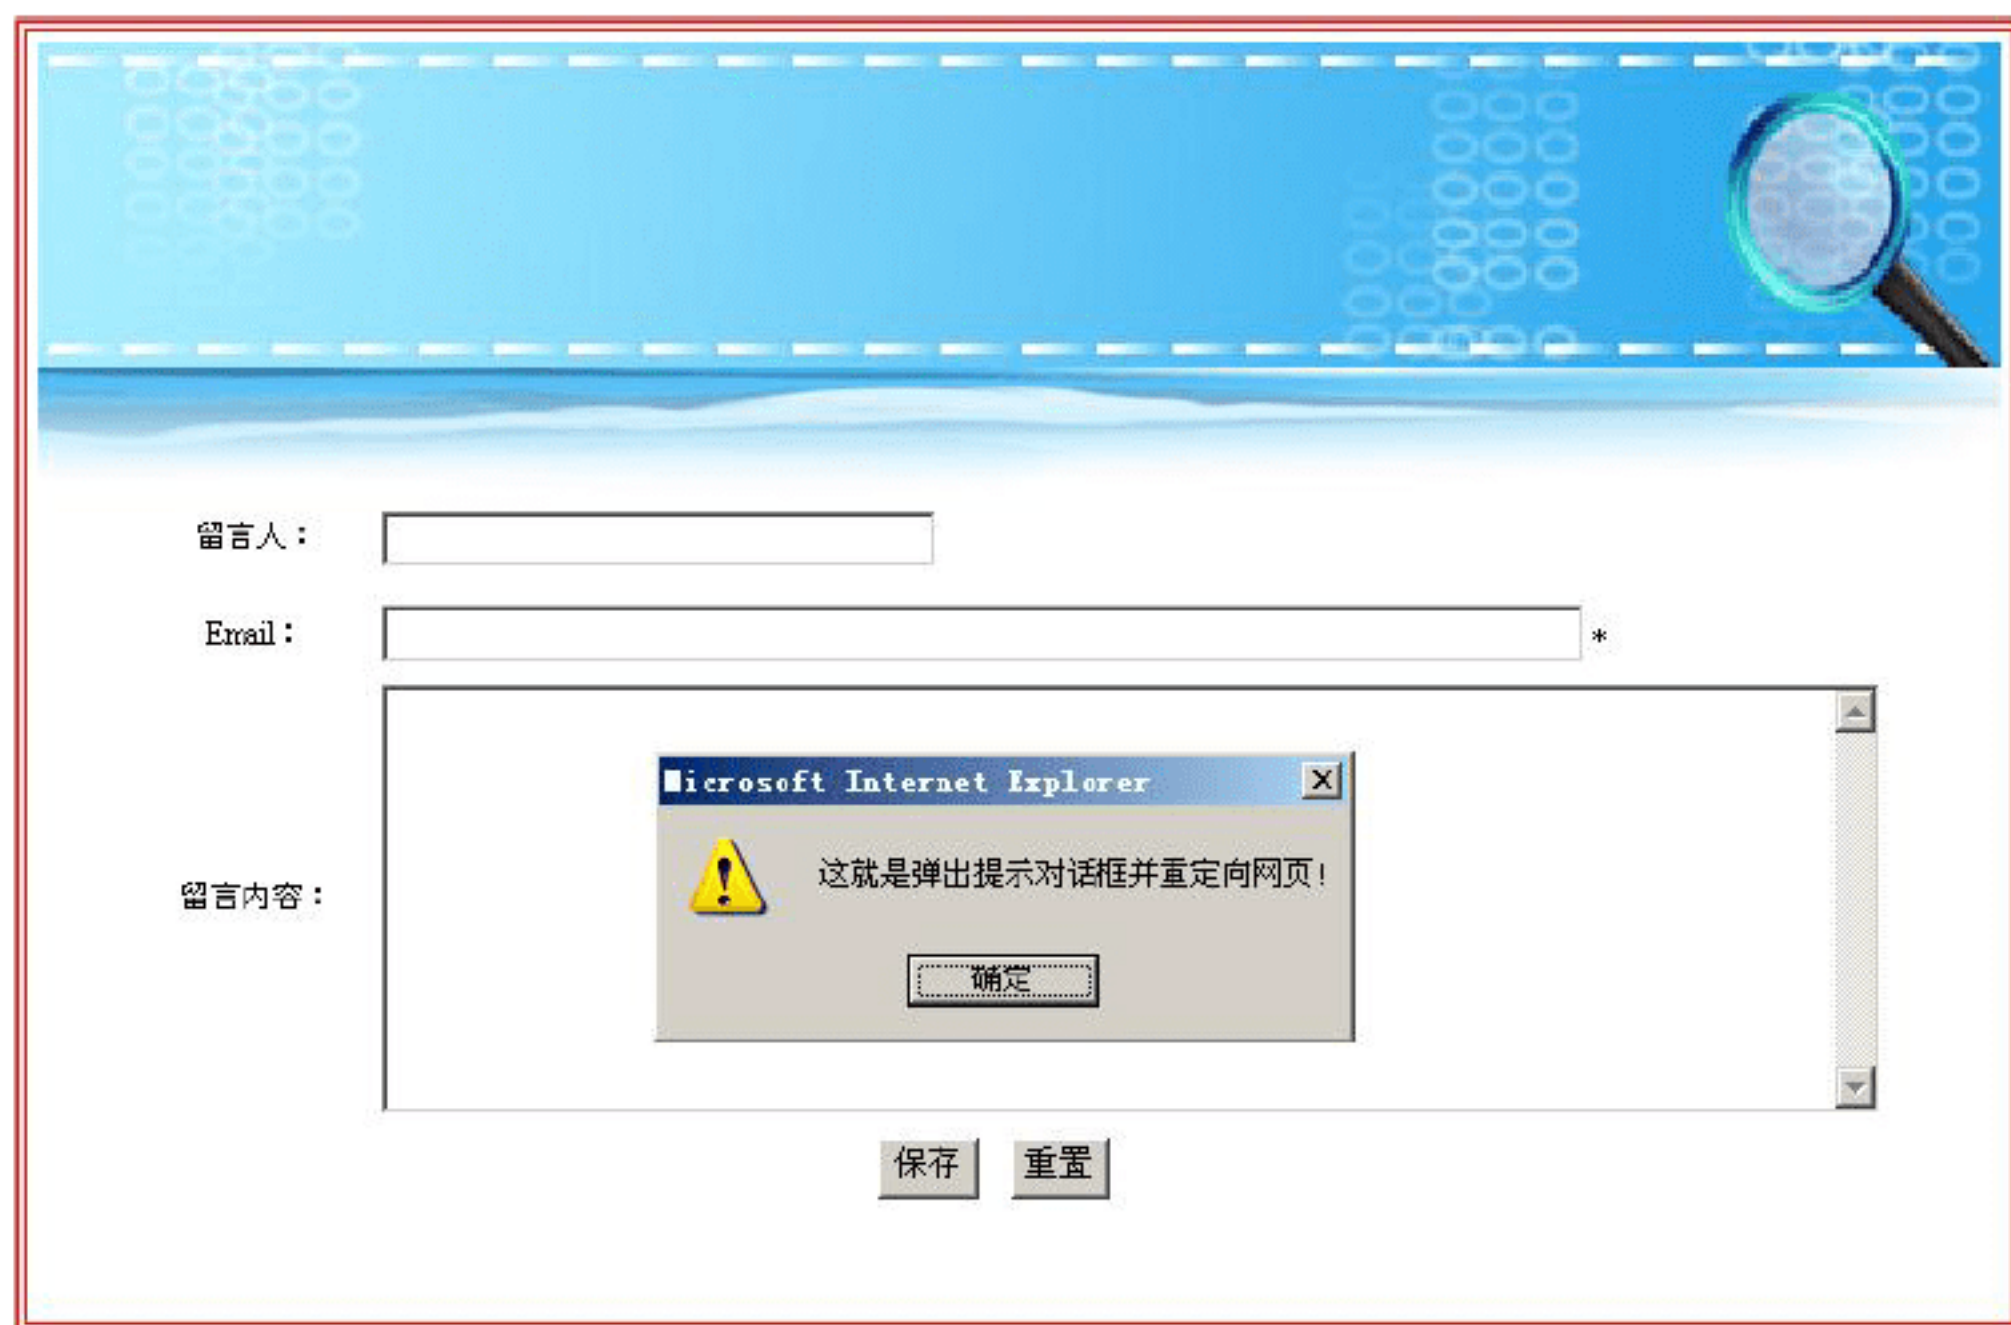 留言人：
Email：
*
Microsoft Internet Explorer
这就是弹出提示对话框并重定向网页！
确定
留言内容：
保存 重置